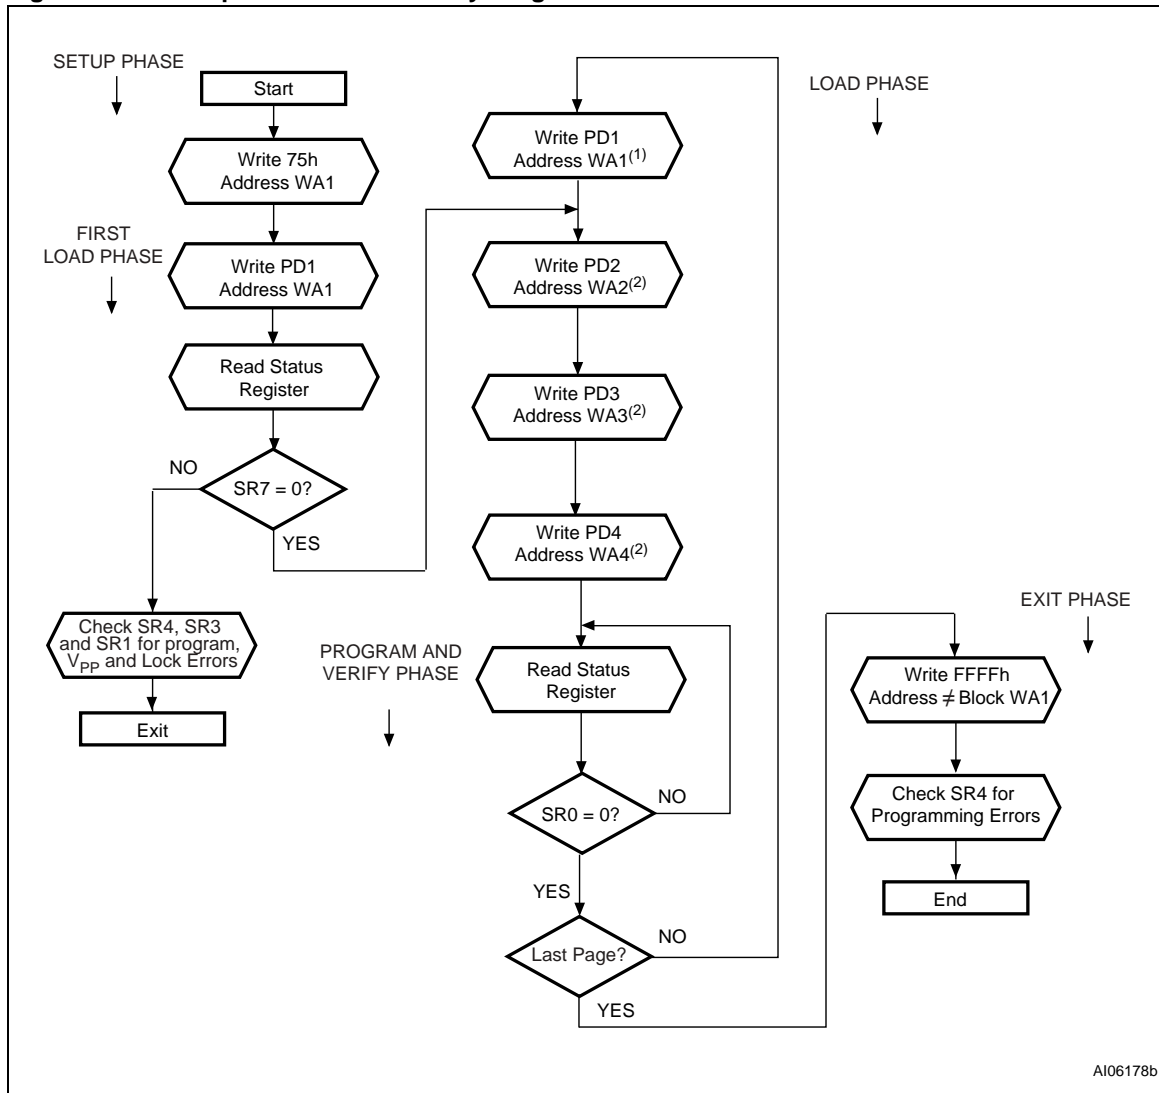 SETUP PHASE
Start
Write 75h
Address WA1
FIRST
LOAD PHASE
Write PD1
Address WA1
Read Status
Register
NO
SR7 = 0?
YES
Check SR4, SR3
and SR1 for program,
VPP and Lock Errors
Exit
LOAD PHASE
Write PD1
Address WA1(1)
Write PD2
Address WA2(2)
Write PD3
Address WA3(2)
Write PD4
Address WA4(2)
PROGRAM AND
VERIFY PHASE
Read Status
Register
SR0 = 0?
NO
YES
Last Page?
NO
YES
EXIT PHASE
Write FFFFh
Address ≠ Block WA1
Check SR4 for
Programming Errors
End
AI06178b